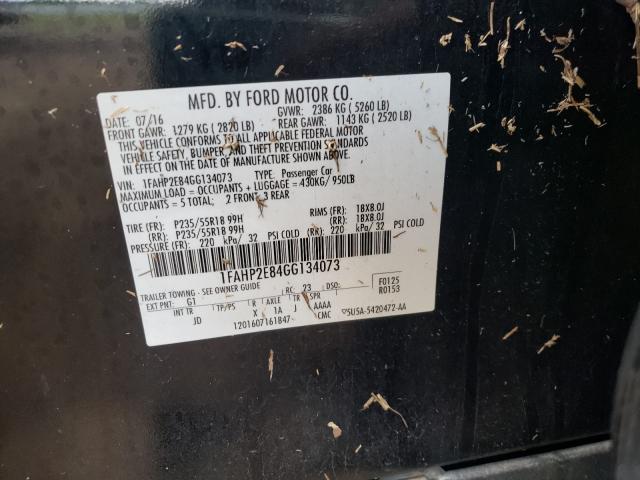 MFD. BY FORD MOTOR CO.
DATE: 07/16 GVWR: 2386 KG ( 5260 LB)
FRONT GAWR: 1279 KG ( 2820 LB) REAR GAWR: 1143 KG ( 2520 LB)
THIS VEHICLE CONFORMS TO ALL APPLICABLE FEDERAL MOTOR
VEHICLE SAFETY, BUMPER, AND THEFT PREVENTION STANDARDS
IN EFFECT ON THE DATE OF MANUFACTURE SHOWN ABOVE.
VIN: 1FAHP2E84GG134073 TYPE: Passenger Car
MAXIMUM LOAD = OCCUPANTS + LUGGAGE = 430KG/ 950LB
OCCUPANTS = 5 TOTAL: 2 FRONT 3 REAR
TIRE (FR): P235/55R18 99H RIMS (FR): 18X8.0J
(RR): P235/55R18 99H (RR): 18X8.0J
PRESSURE (FR): 220 kPa/ 32 PSI COLD (RR): 220 kPa/ 32 PSI COLD
1FAHP2E84GG134073
TRAILER TOWING - SEE OWNER GUIDE
EXT PNT: G1 RC: 23 DSO: F0125
R0153
INT TR TP/PS R AXLE TR SPR
JD X 1A J AAAA
1201607161847 CMC SU5A-5420472-AA